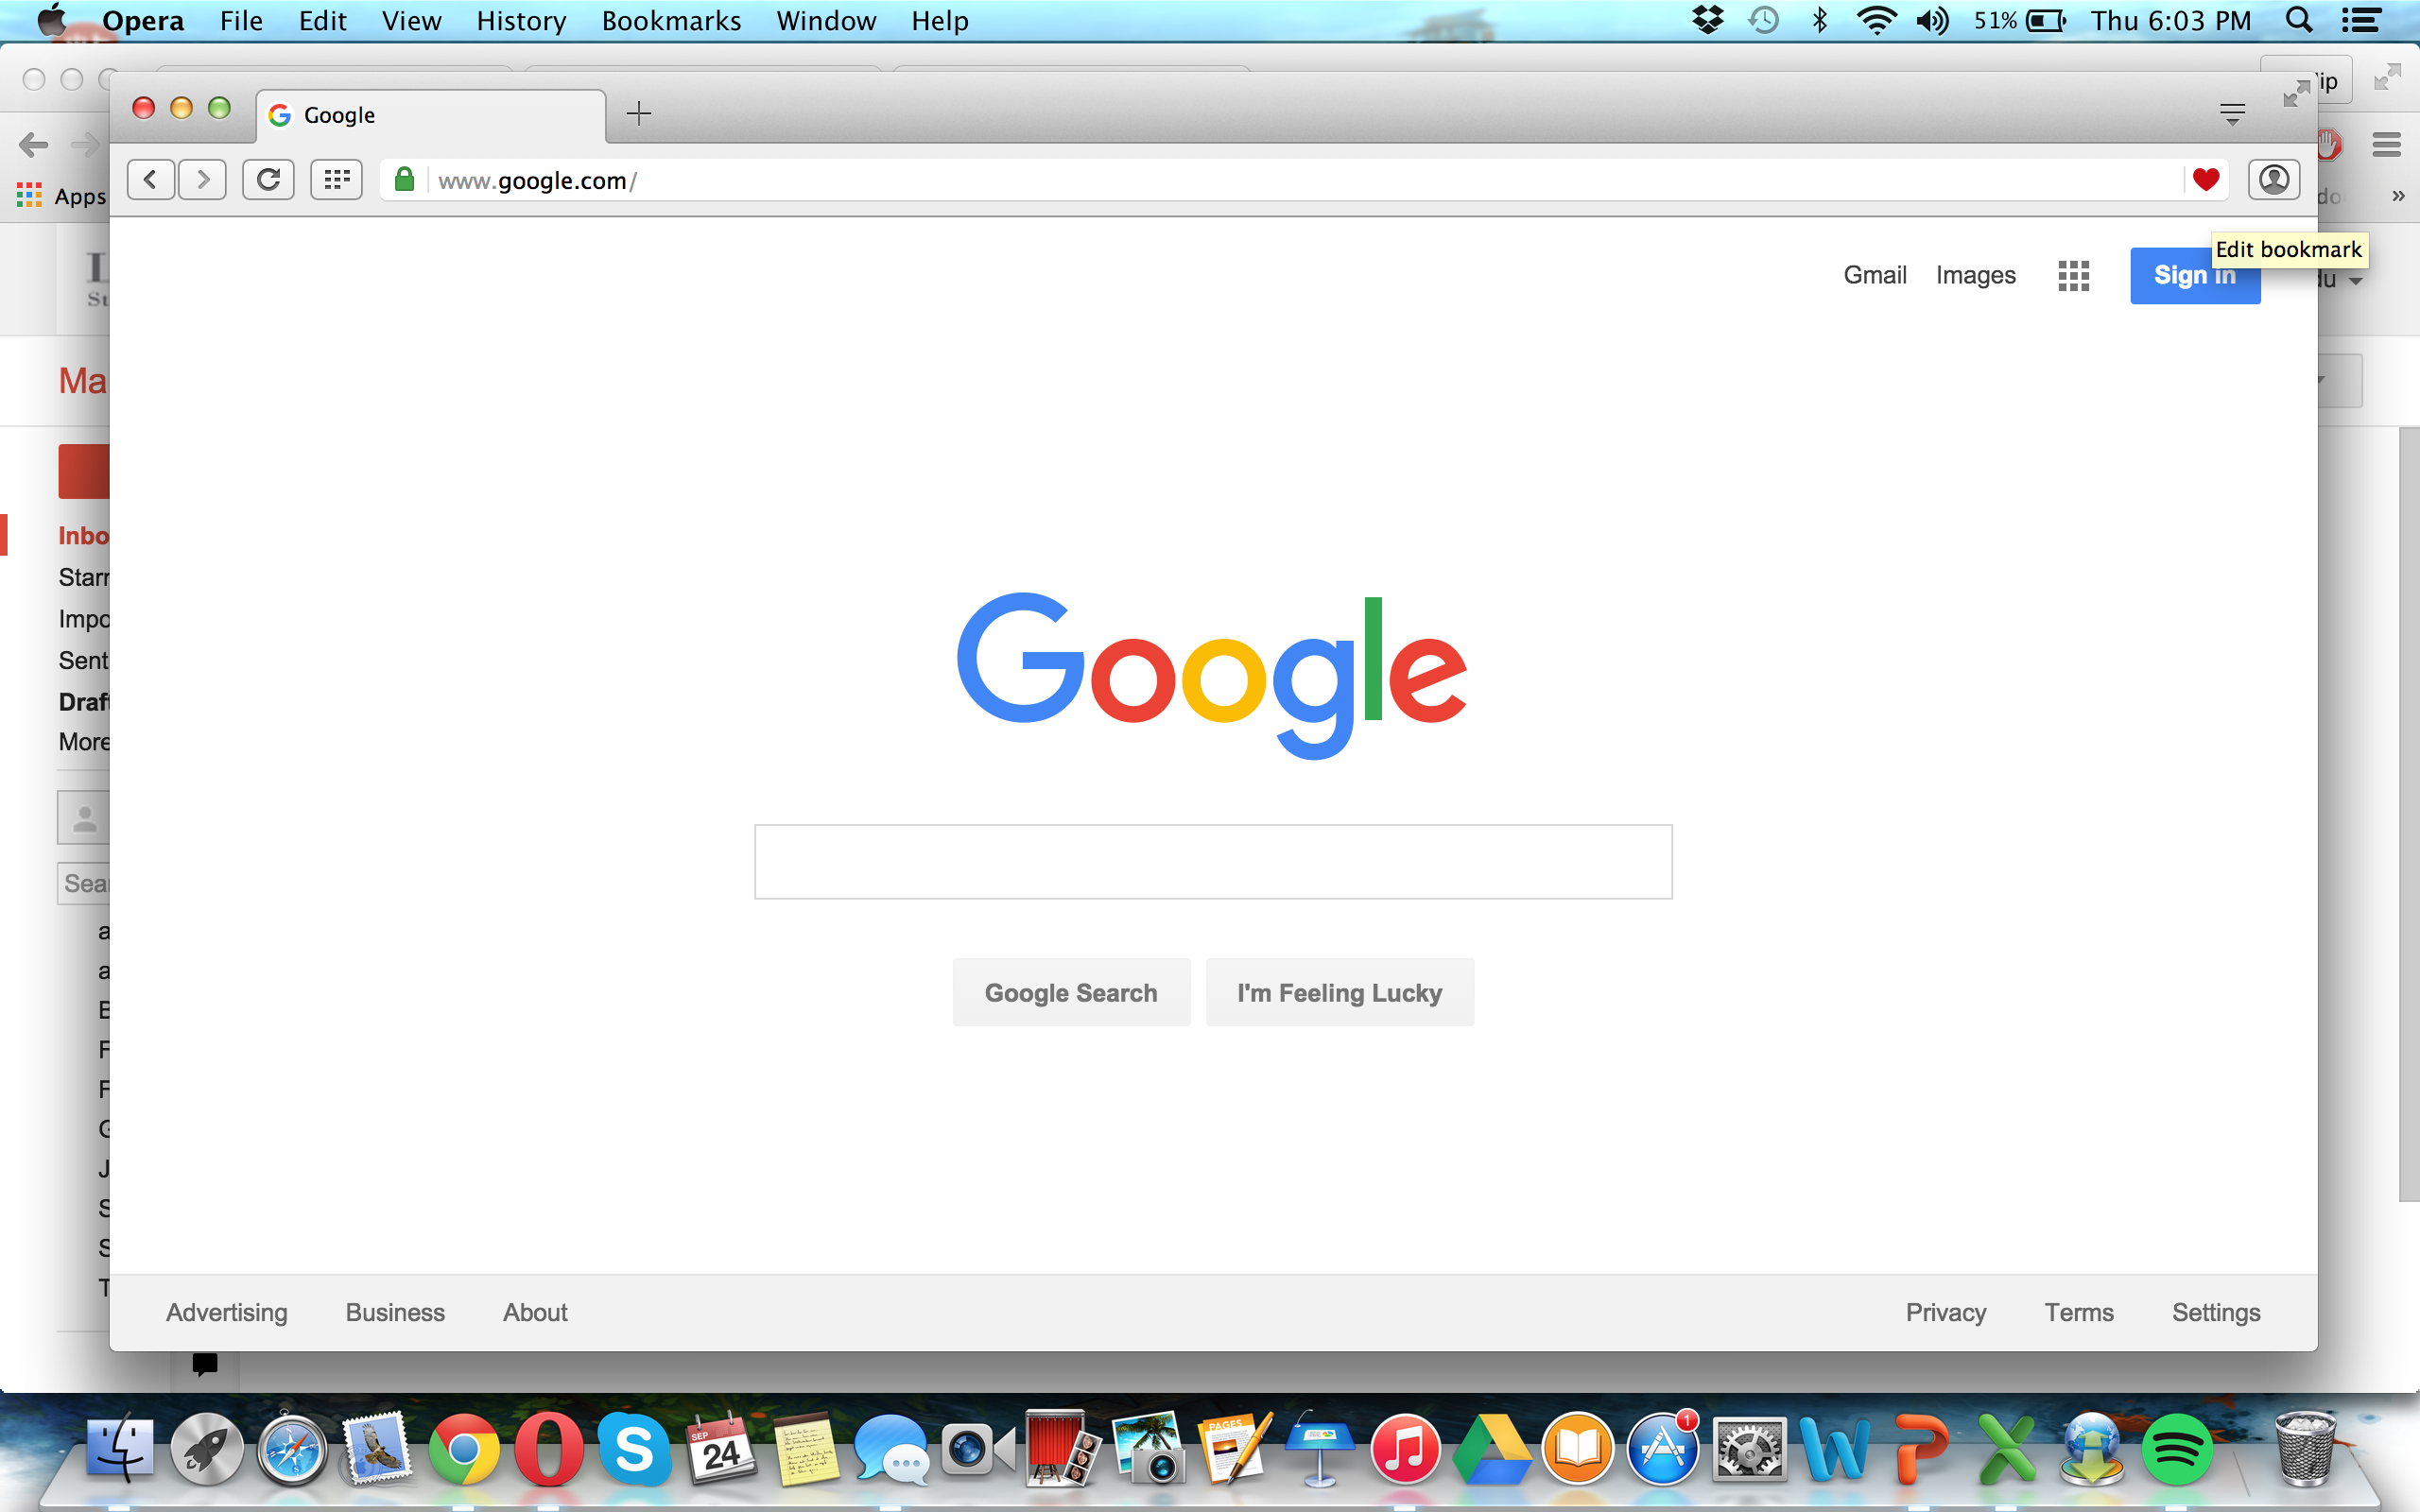 Opera File Edit View History Bookmarks Window Help 51% Thu 6:03 PM
Google
www.google.com/
Apps
Edit bookmark
Gmail Images Sign in
Google
Google Search I'm Feeling Lucky
Advertising Business About Privacy Terms Settings
Ma
Inbo
Starr
Impo
Sent
Draf
More
Sea
SEP
24
PAGES
1